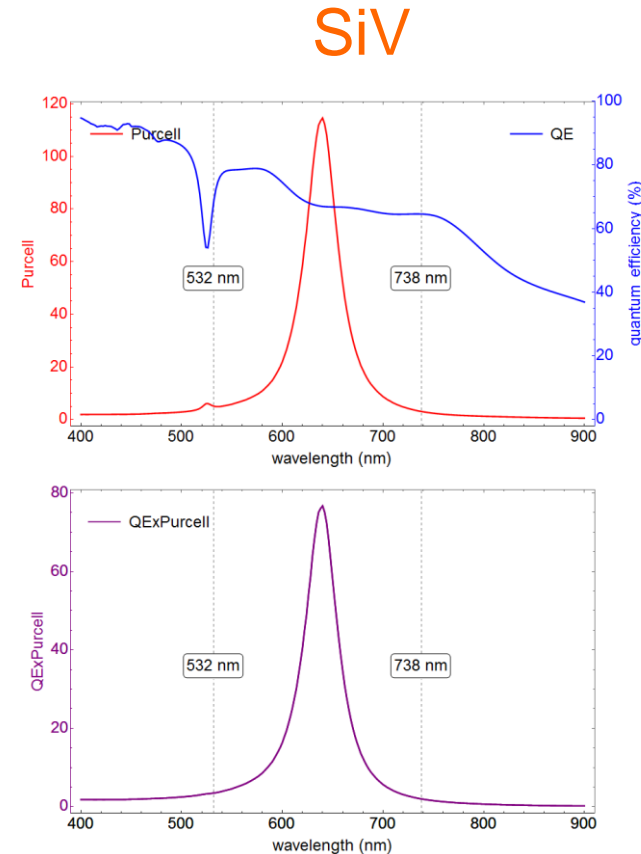 SiV
Purcell
QE
120
100
80
60
40
20
0
Purcell
100
80
60
40
20
0
quantum efficiency (%)
532 nm
738 nm
400 500 600 700 800 900
wavelength (nm)
QExPurcell
80
60
40
20
0
QExPurcell
532 nm
738 nm
400 500 600 700 800 900
wavelength (nm)